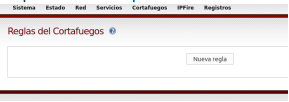 Sistema Estado Red Servicios Cortafuegos IPFire Registros
Reglas del Cortafuegos
Nueva regla